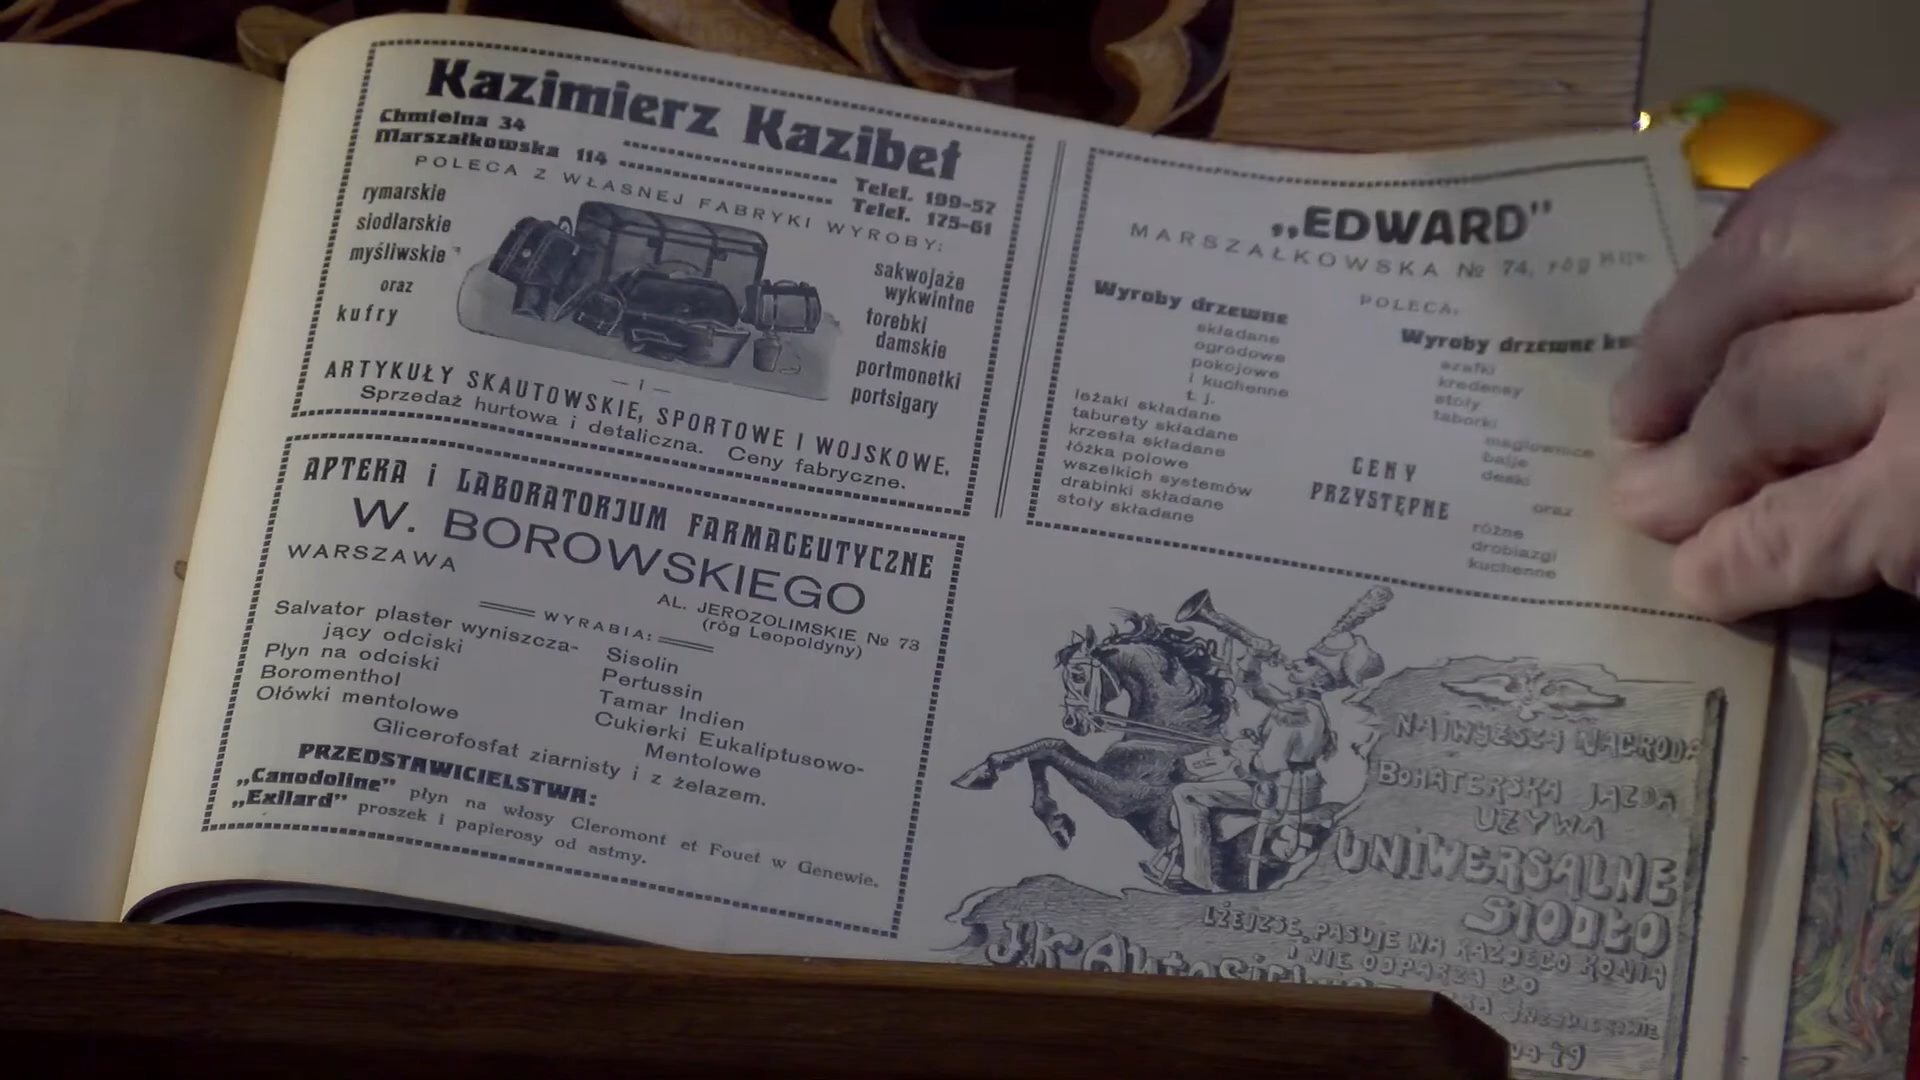 Kazimierz Kazibet
Chmielna 34
Telef. 199-57
Marszałkowska 114
Telef. 175-61
POLECA Z WŁASNEJ FABRYKI WYROBY:
rymarskie
siodlarskie
myśliwskie
oraz
kufry
sakwojaże
wykwintne
torebki
damskie
portmonetki
portsigary
— i —
ARTYKUŁY SKAUTOWSKIE, SPORTOWE I WOJSKOWE.
Sprzedaż hurtowa i detaliczna. Ceny fabryczne.
APTEKA i LABORATORJUM FARMACEUTYCZNE
W. BOROWSKIEGO
WARSZAWA
AL. JEROZOLIMSKIE № 73
(róg Leopoldyny)
WYRABIA:
Salvator plaster wyniszcza-
jący odciski
Płyn na odciski
Boromenthol
Ołówki mentolowe
Sisolin
Pertussin
Tamar Indien
Cukierki Eukaliptusowo-
Mentolowe
Glicerofosfat ziarnisty i z żelazem.
PRZEDSTAWICIELSTWA:
„Canodoline" płyn na włosy Cleromont et Fouet w Genewie.
„Exilard" proszek i papierosy od astmy.
„EDWARD"
MARSZAŁKOWSKA № 74, róg
POLECA:
Wyroby drzewne
składane
ogrodowe
pokojowe
i kuchenne
t. j.
leżaki składane
taburety składane
krzesła składane
łóżka polowe
wszelkich systemów
drabinki składane
stoły składane
CENY
PRZYSTĘPNE
Wyroby drzewne
szafki
kredensy
stoły
taborki
maglownice
balje
deski
oraz
różne
drobiazgi
kuchenne
NAJWYŻSZA NAGRODA
BOHATERSKA JAZDA
UŻYWA
UNIWERSALNE
SIODŁO
LŻEJSZE, PASUJE NA KAŻDEGO KONIA
I NIE ODPARZA GO
J.K.
79